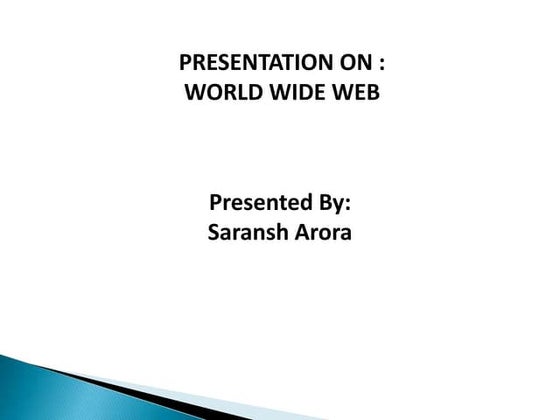 PRESENTATION ON :
WORLD WIDE WEB
Presented By:
Saransh Arora